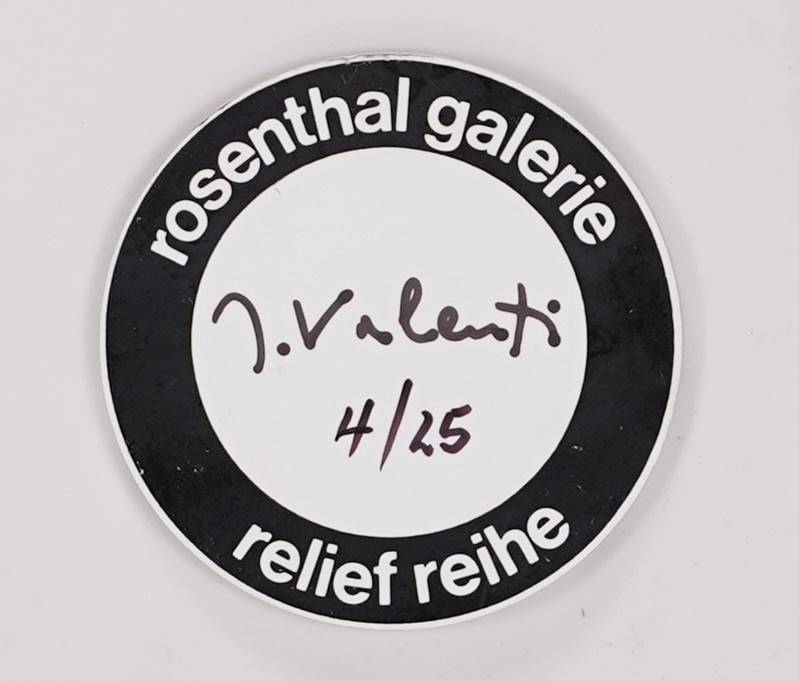 rosenthal galerie
J. Valenti
4/25
relief reihe